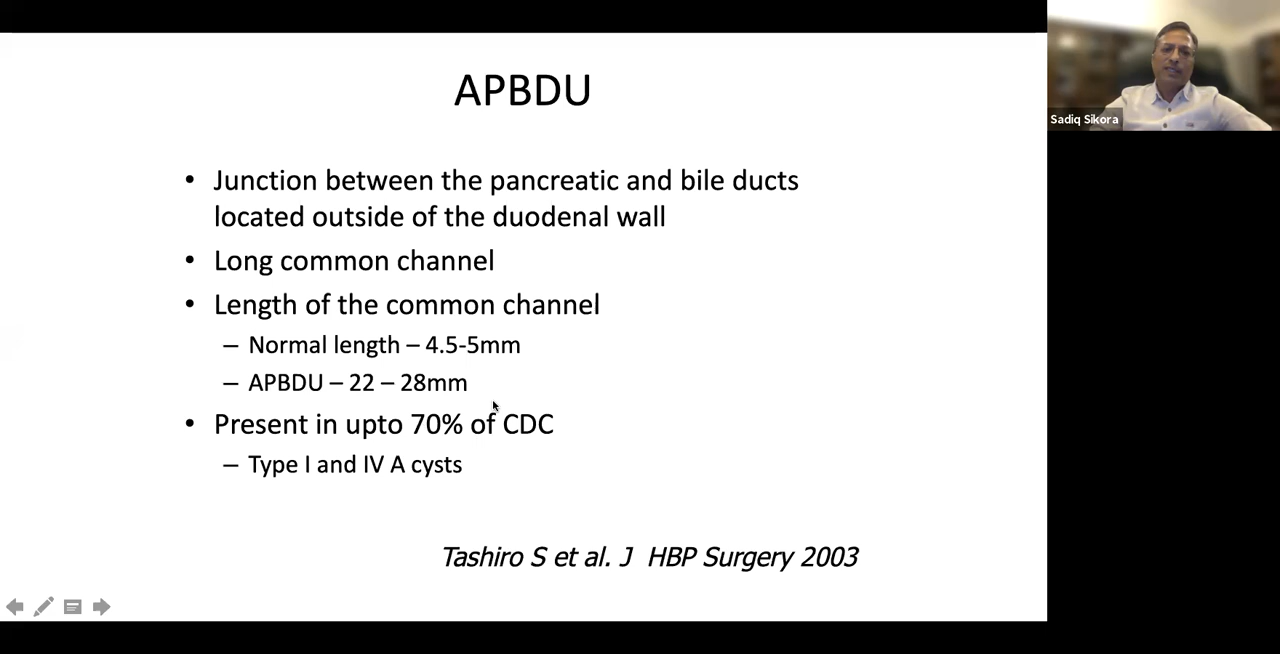 APBDU
• Junction between the pancreatic and bile ducts
located outside of the duodenal wall
• Long common channel
• Length of the common channel
– Normal length – 4.5-5mm
– APBDU – 22 – 28mm
• Present in upto 70% of CDC
– Type I and IV A cysts
Tashiro S et al. J HBP Surgery 2003
Sadiq Sikora